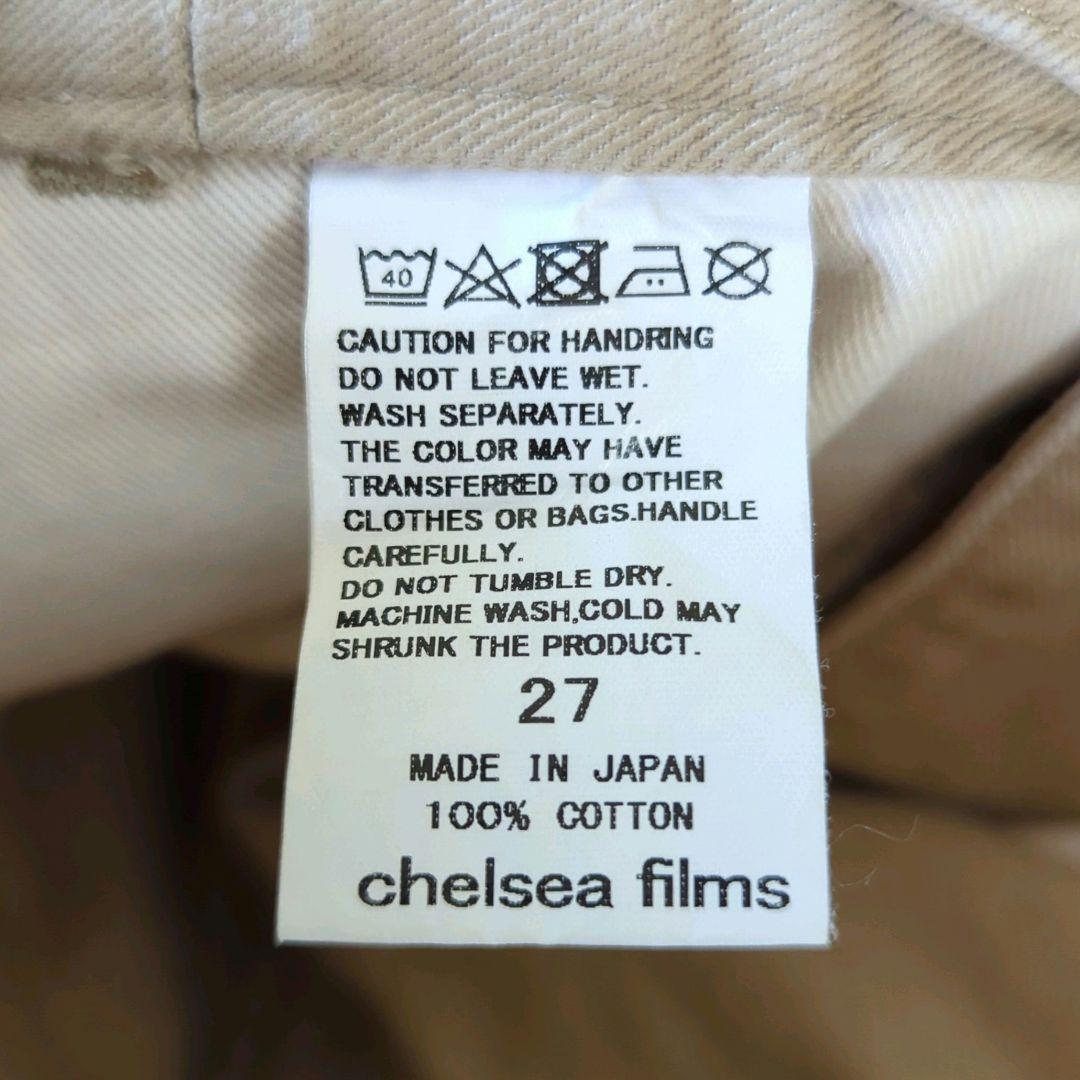 40
CAUTION FOR HANDRING
DO NOT LEAVE WET.
WASH SEPARATELY.
THE COLOR MAY HAVE
TRANSFERRED TO OTHER
CLOTHES OR BAGS.HANDLE
CAREFULLY.
DO NOT TUMBLE DRY.
MACHINE WASH,COLD MAY
SHRUNK THE PRODUCT.
27
MADE IN JAPAN
100% COTTON
chelsea films